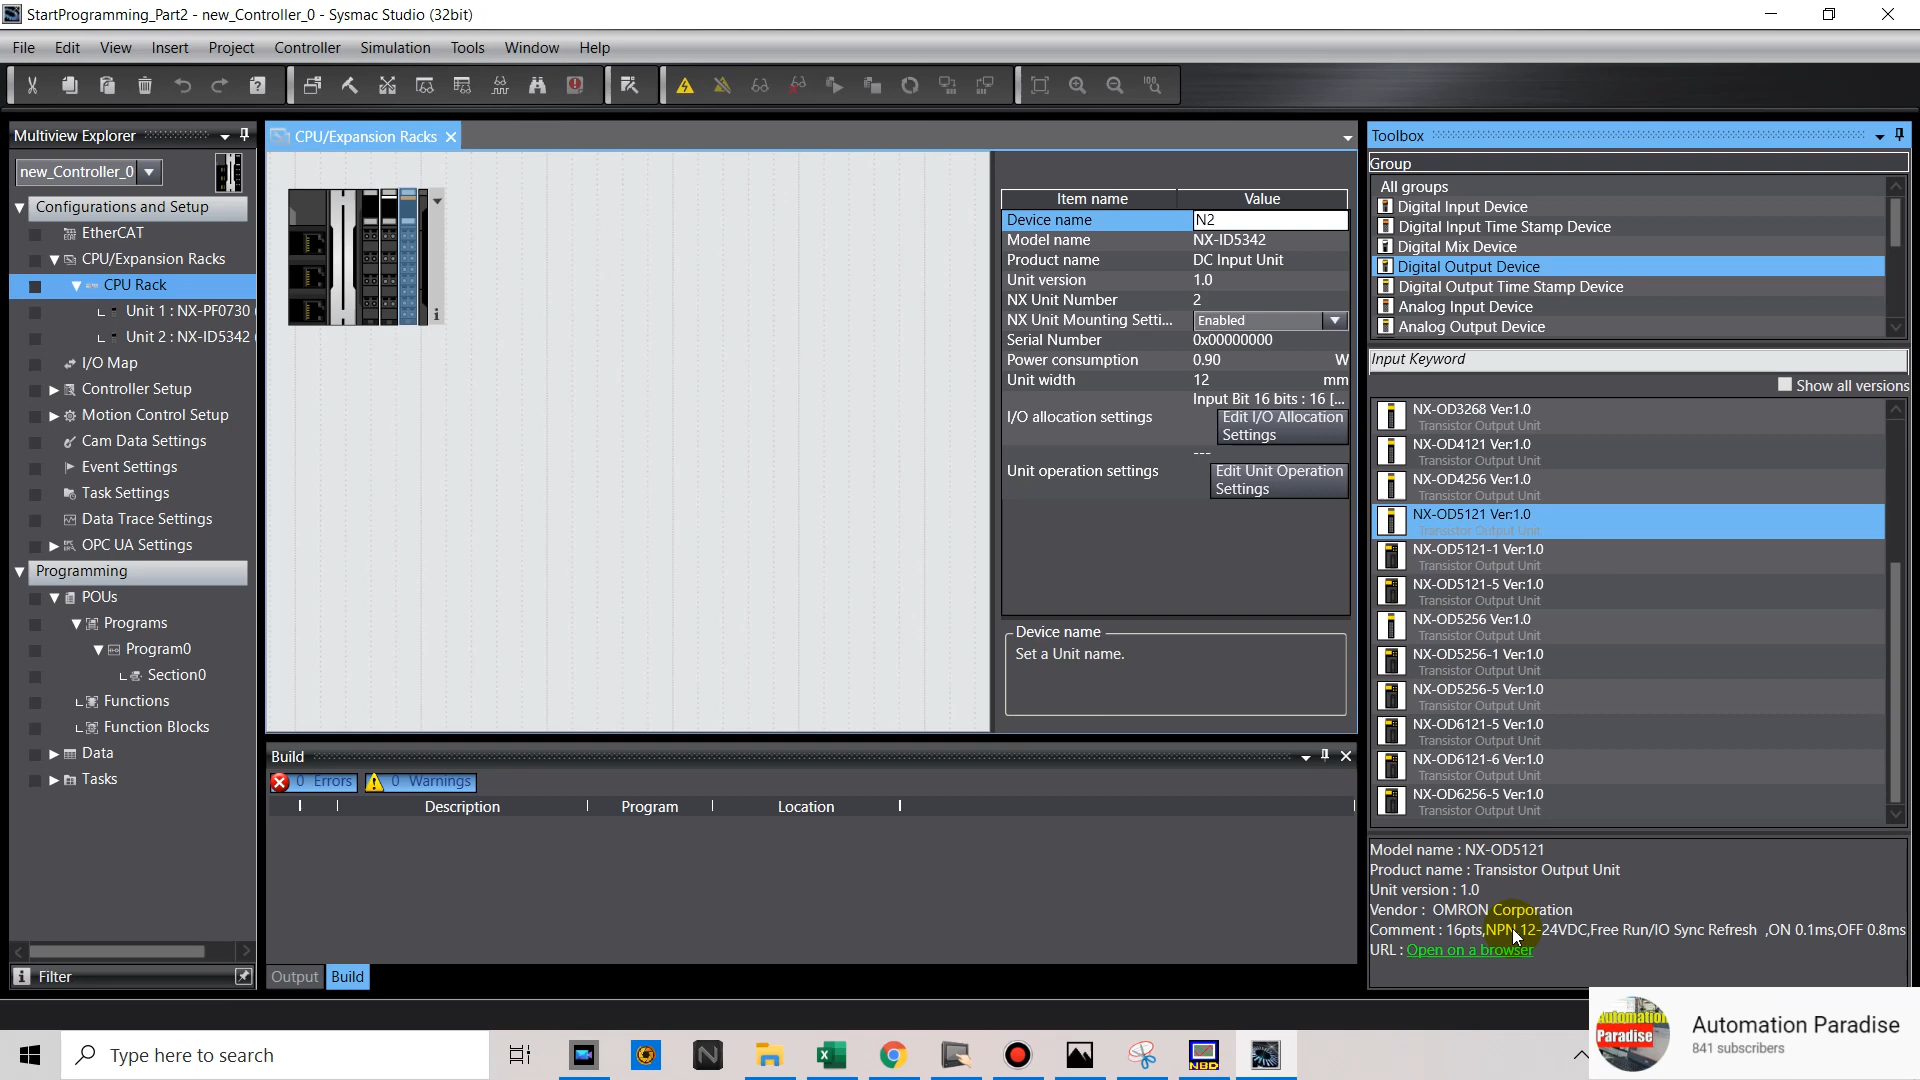 StartProgramming_Part2 - new_Controller_0 - Sysmac Studio (32bit)
File Edit View Insert Project Controller Simulation Tools Window Help
Multiview Explorer
new_Controller_0
Configurations and Setup
EtherCAT
CPU/Expansion Racks
CPU Rack
Unit 1 : NX-PF0730
Unit 2 : NX-ID5342
I/O Map
Controller Setup
Motion Control Setup
Cam Data Settings
Event Settings
Task Settings
Data Trace Settings
OPC UA Settings
Programming
POUs
Programs
Program0
Section0
Functions
Function Blocks
Data
Tasks
Filter
CPU/Expansion Racks
Item name Value
Device name N2
Model name NX-ID5342
Product name DC Input Unit
Unit version 1.0
NX Unit Number 2
NX Unit Mounting Setti... Enabled
Serial Number 0x00000000
Power consumption 0.90 W
Unit width 12 mm
Input Bit 16 bits : 16 [...
I/O allocation settings Edit I/O Allocation Settings
---
Unit operation settings Edit Unit Operation Settings
Device name
Set a Unit name.
Build
0 Errors 0 Warnings
Description Program Location
Output Build
Toolbox
Group
All groups
Digital Input Device
Digital Input Time Stamp Device
Digital Mix Device
Digital Output Device
Digital Output Time Stamp Device
Analog Input Device
Analog Output Device
Input Keyword
Show all versions
NX-OD3268 Ver:1.0
Transistor Output Unit
NX-OD4121 Ver:1.0
Transistor Output Unit
NX-OD4256 Ver:1.0
Transistor Output Unit
NX-OD5121 Ver:1.0
Transistor Output Unit
NX-OD5121-1 Ver:1.0
Transistor Output Unit
NX-OD5121-5 Ver:1.0
Transistor Output Unit
NX-OD5256 Ver:1.0
Transistor Output Unit
NX-OD5256-1 Ver:1.0
Transistor Output Unit
NX-OD5256-5 Ver:1.0
Transistor Output Unit
NX-OD6121-5 Ver:1.0
Transistor Output Unit
NX-OD6121-6 Ver:1.0
Transistor Output Unit
NX-OD6256-5 Ver:1.0
Transistor Output Unit
Model name : NX-OD5121
Product name : Transistor Output Unit
Unit version : 1.0
Vendor : OMRON Corporation
Comment : 16pts,NPN,12-24VDC,Free Run/IO Sync Refresh ,ON 0.1ms,OFF 0.8ms
URL : Open on a browser
Automation Paradise
Automation Paradise
841 subscribers
Type here to search
NBD